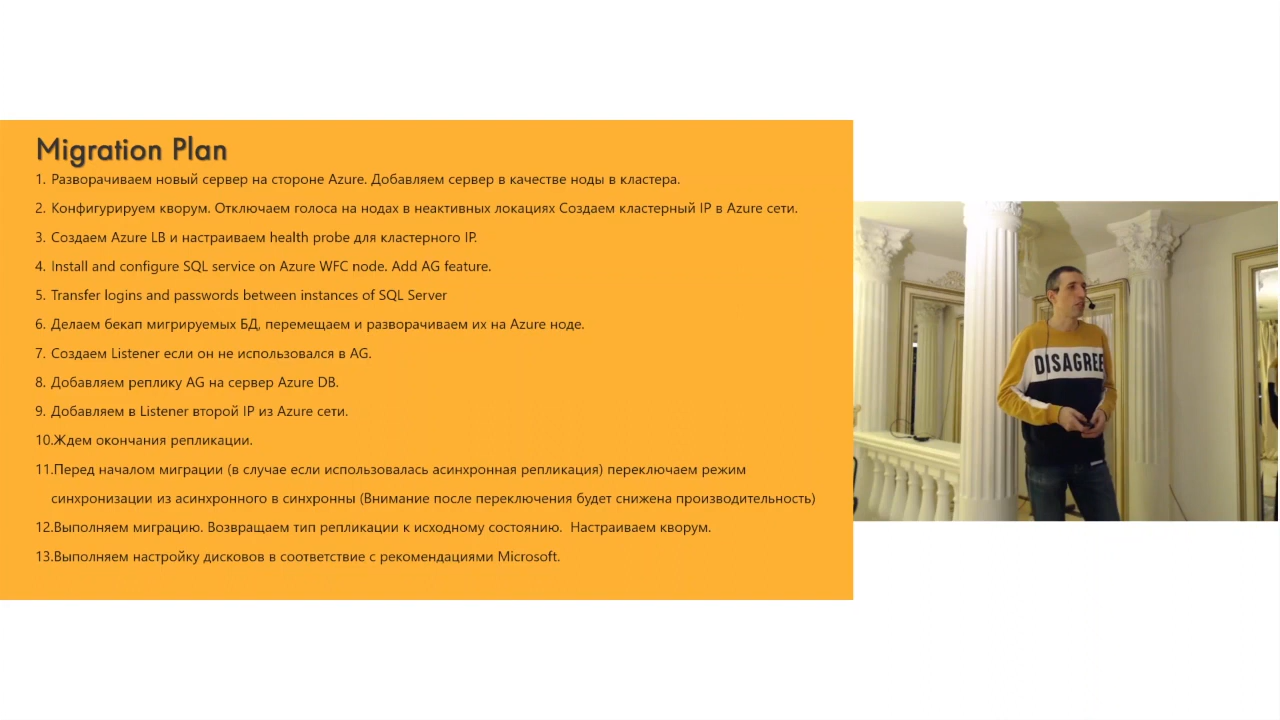 Migration Plan
1. Разворачиваем новый сервер на стороне Azure. Добавляем сервер в качестве ноды в кластера.
2. Конфигурируем кворум. Отключаем голоса на нодах в неактивных локациях Создаем кластерный IP в Azure сети.
3. Создаем Azure LB и настраиваем health probe для кластерного IP.
4. Install and configure SQL service on Azure WFC node. Add AG feature.
5. Transfer logins and passwords between instances of SQL Server
6. Делаем бекап мигрируемых БД, перемещаем и разворачиваем их на Azure ноде.
7. Создаем Listener если он не использовался в AG.
8. Добавляем реплику AG на сервер Azure DB.
9. Добавляем в Listener второй IP из Azure сети.
10.Ждем окончания репликации.
11.Перед началом миграции (в случае если использовалась асинхронная репликация) переключаем режим
синхронизации из асинхронного в синхронны (Внимание после переключения будет снижена производительность)
12.Выполняем миграцию. Возвращаем тип репликации к исходному состоянию. Настраиваем кворум.
13.Выполняем настройку дисковов в соответствие с рекомендациями Microsoft.
DISAGREE